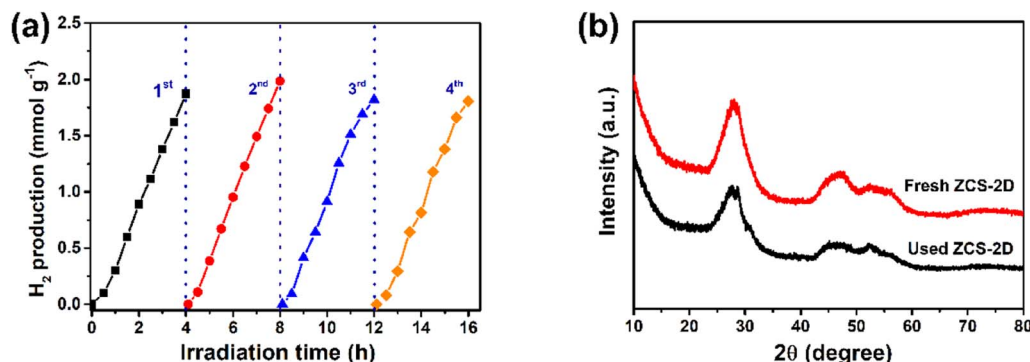 (a)
H₂ production (mmol g⁻¹)
2.5
2.0
1.5
1.0
0.5
0.0
1ˢᵗ
2ⁿᵈ
3ʳᵈ
4ᵗʰ
0 2 4 6 8 10 12 14 16
Irradiation time (h)
(b)
Intensity (a.u.)
Fresh ZCS-2D
Used ZCS-2D
10 20 30 40 50 60 70 80
2θ (degree)